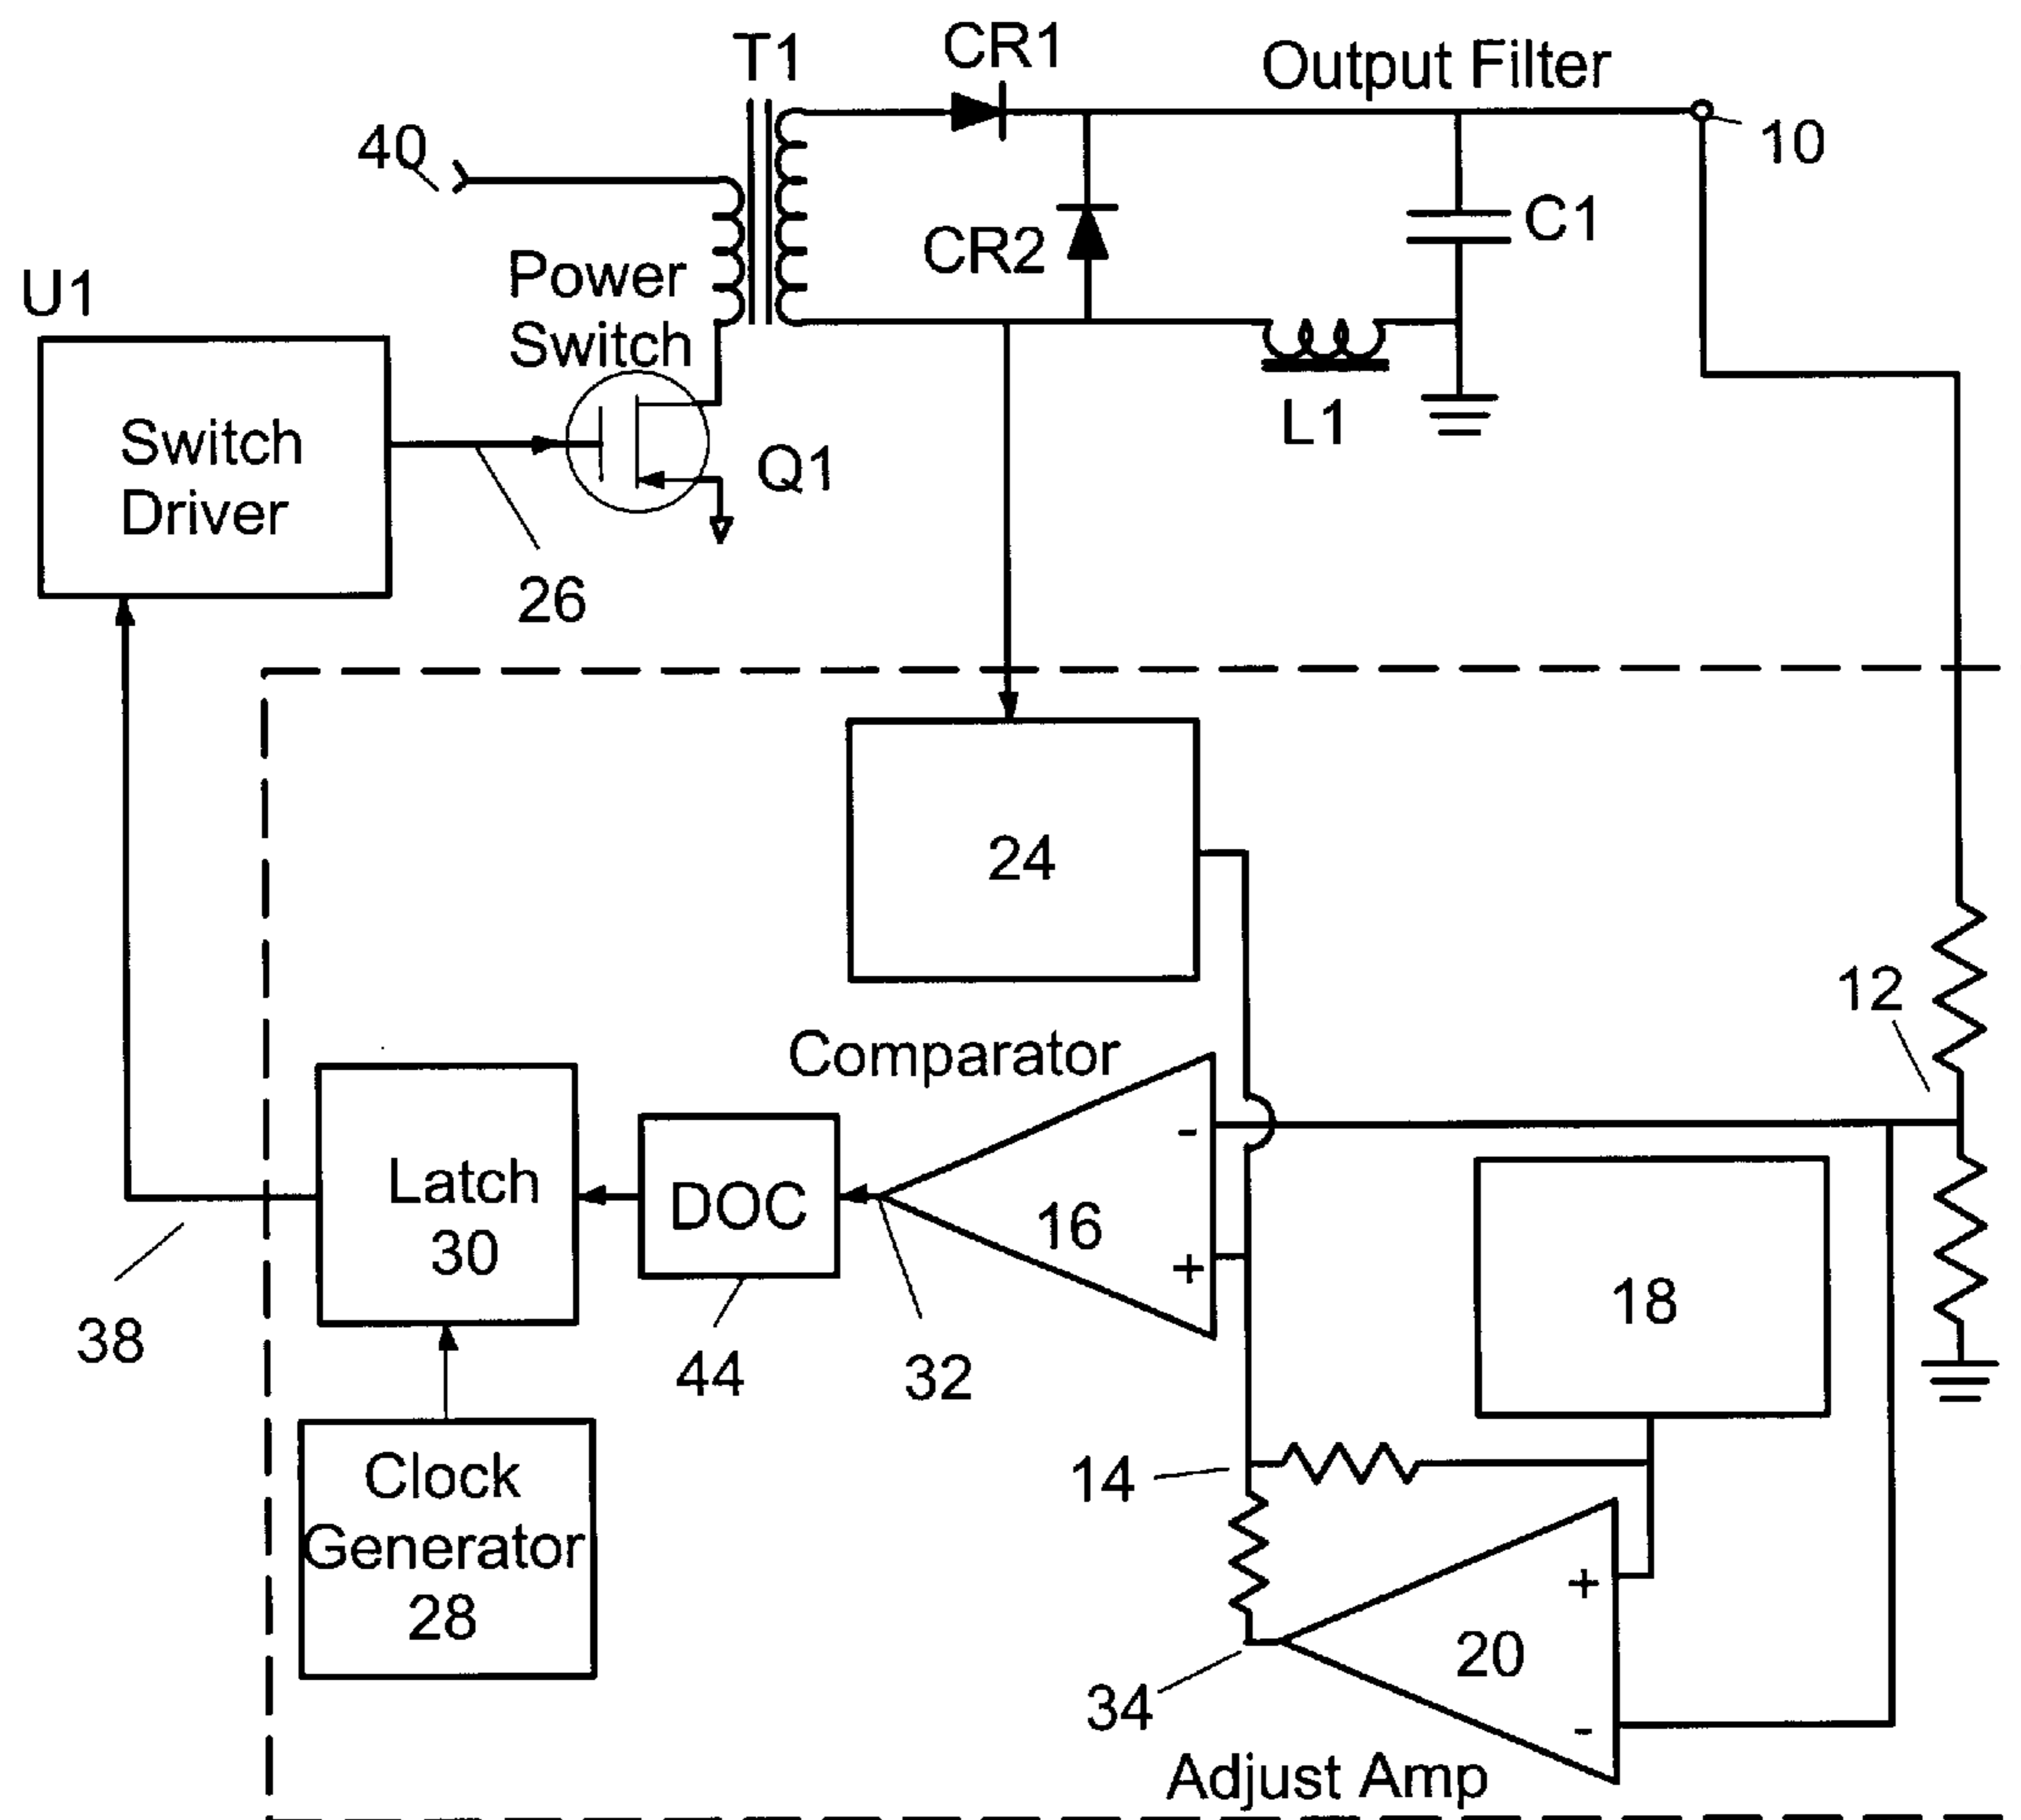 T1
CR1
Output Filter
40
10
CR2
C1
U1
Power
Switch
Switch
Driver
Q1
L1
26
24
12
Comparator
-
16
+
Latch
30
DOC
18
38
44
32
Clock
Generator
28
14
+
20
-
34
Adjust Amp